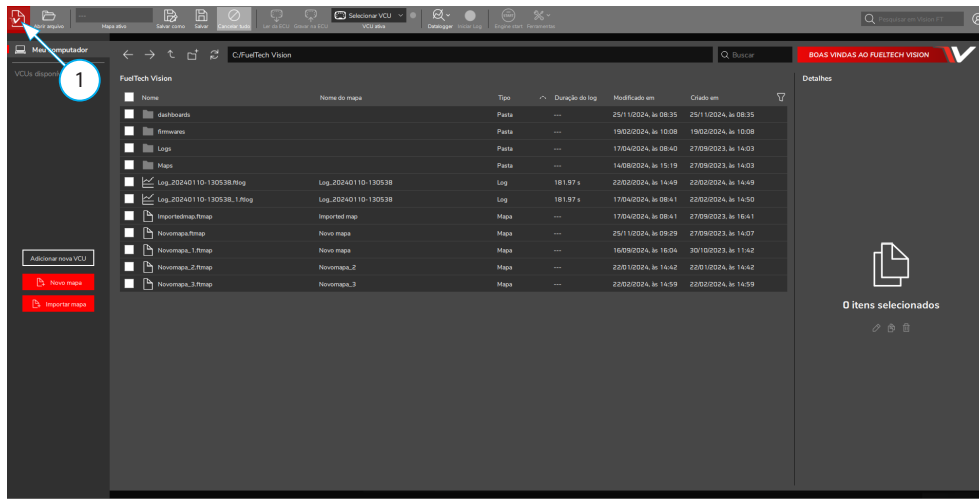 Abrir arquivo
---
Mapa ativo
Salvar como
Salvar
Cancelar tudo
Ler da ECU
Gravar na ECU
Selecionar VCU
VCU ativa
Datalogger
Iniciar Log
Engine start
Ferramentas
Pesquisar em Vision FT
Meu computador
VCUs disponí
1
C:/FuelTech Vision
Buscar
BOAS VINDAS AO FUELTECH VISION
FuelTech Vision
Detalhes
Nome Nome do mapa Tipo Duração do log Modificado em Criado em
dashboards Pasta --- 25/11/2024, às 08:35 25/11/2024, às 08:35
firmwares Pasta --- 19/02/2024, às 10:08 19/02/2024, às 10:08
Logs Pasta --- 17/04/2024, às 08:40 27/09/2023, às 14:03
Maps Pasta --- 14/08/2024, às 15:19 27/09/2023, às 14:03
Log_20240110-130538.ftlog Log_20240110-130538 Log 181.97 s 22/02/2024, às 14:49 22/02/2024, às 14:49
Log_20240110-130538_1.ftlog Log_20240110-130538 Log 181.97 s 17/04/2024, às 08:41 22/02/2024, às 14:50
Importedmap.ftmap Imported map Mapa --- 17/04/2024, às 08:41 27/09/2023, às 16:41
Novomapa.ftmap Novo mapa Mapa --- 25/11/2024, às 09:29 27/09/2023, às 14:07
Novomapa_1.ftmap Novo mapa Mapa --- 16/09/2024, às 16:04 30/10/2023, às 11:42
Novomapa_2.ftmap Novomapa_2 Mapa --- 22/01/2024, às 14:42 22/01/2024, às 14:42
Novomapa_3.ftmap Novomapa_3 Mapa --- 22/02/2024, às 14:59 22/02/2024, às 14:59
Adicionar nova VCU
Novo mapa
Importar mapa
0 itens selecionados